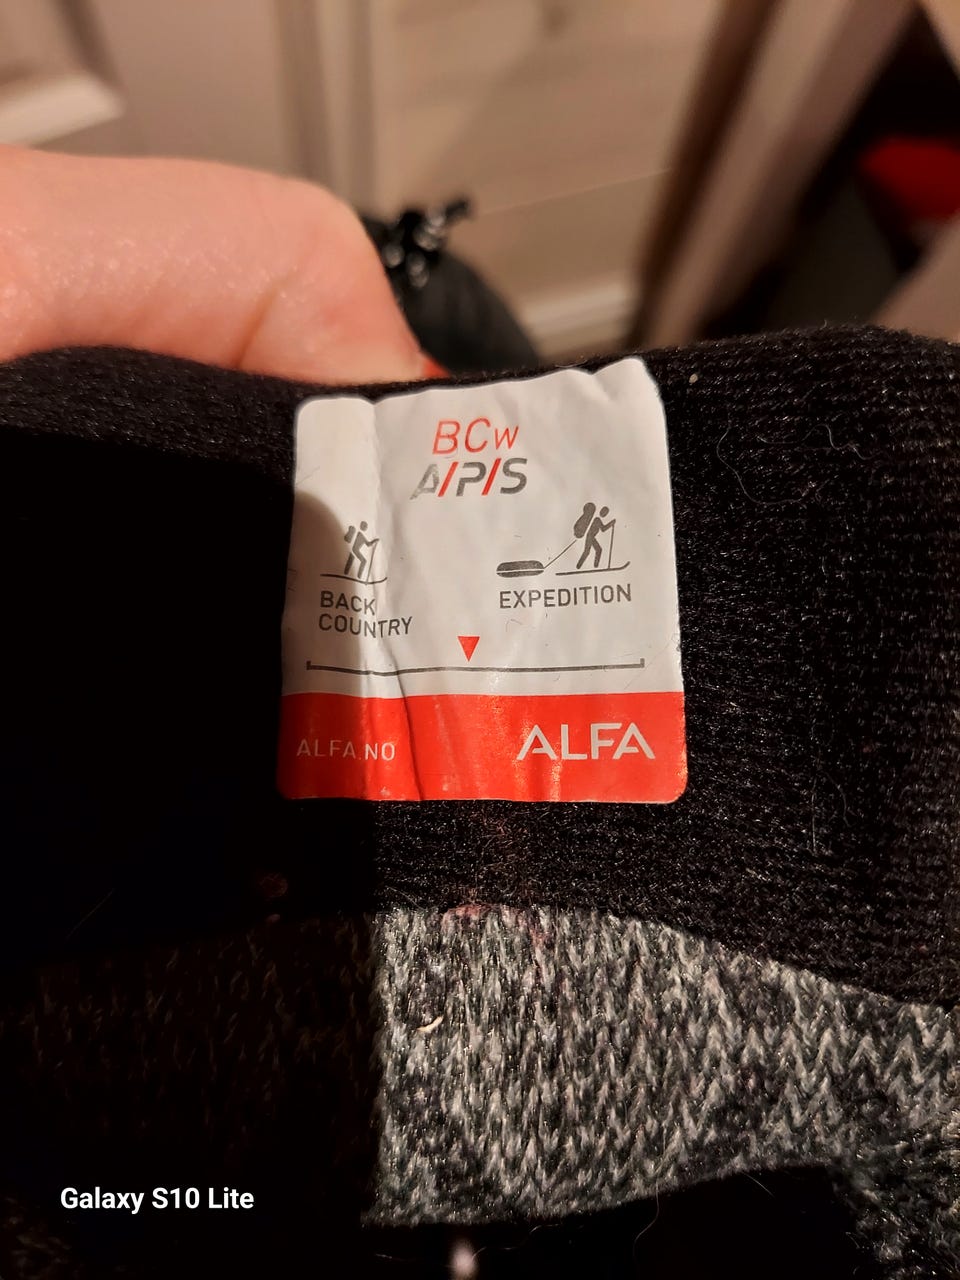 BCw
A/P/S
BACK
COUNTRY
EXPEDITION
ALFA.NO
ALFA
Galaxy S10 Lite